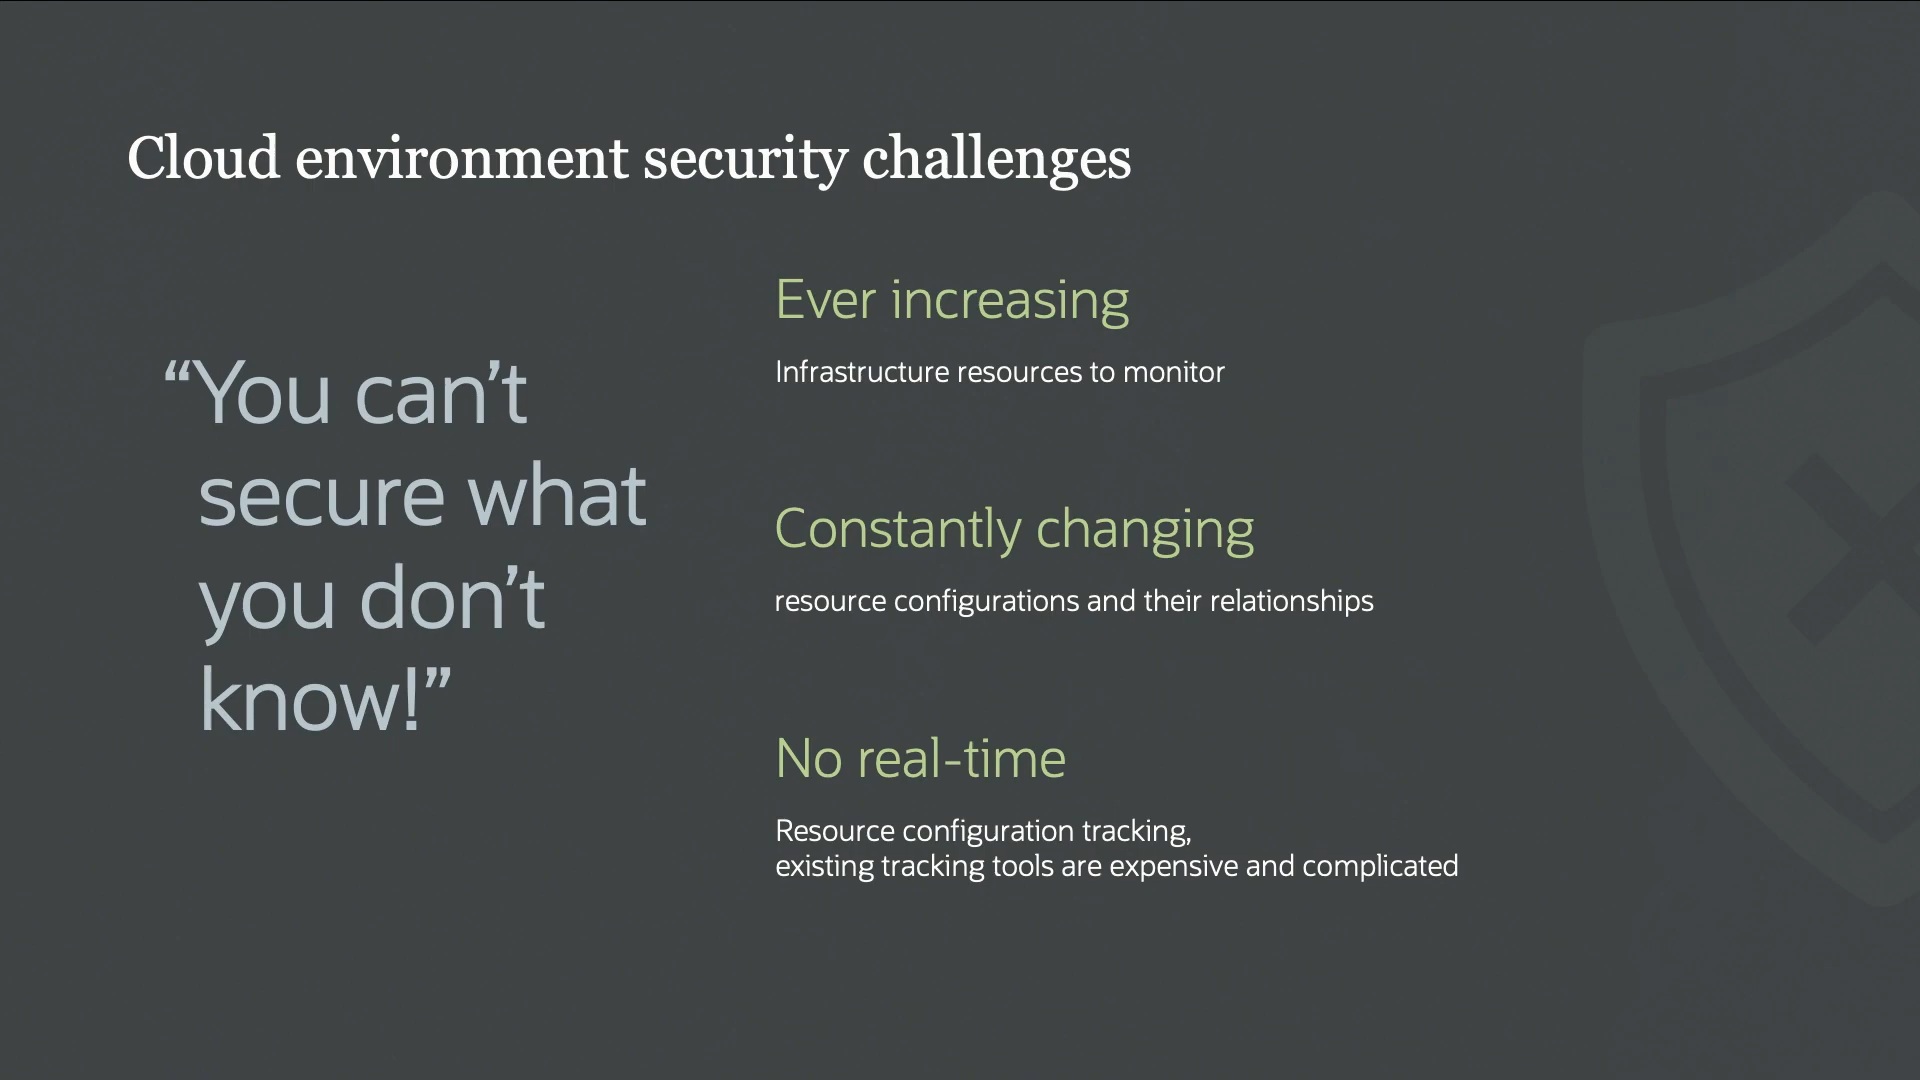 Cloud environment security challenges
“You can’t
secure what
you don’t
know!”
Ever increasing
Infrastructure resources to monitor
Constantly changing
resource configurations and their relationships
No real-time
Resource configuration tracking,
existing tracking tools are expensive and complicated